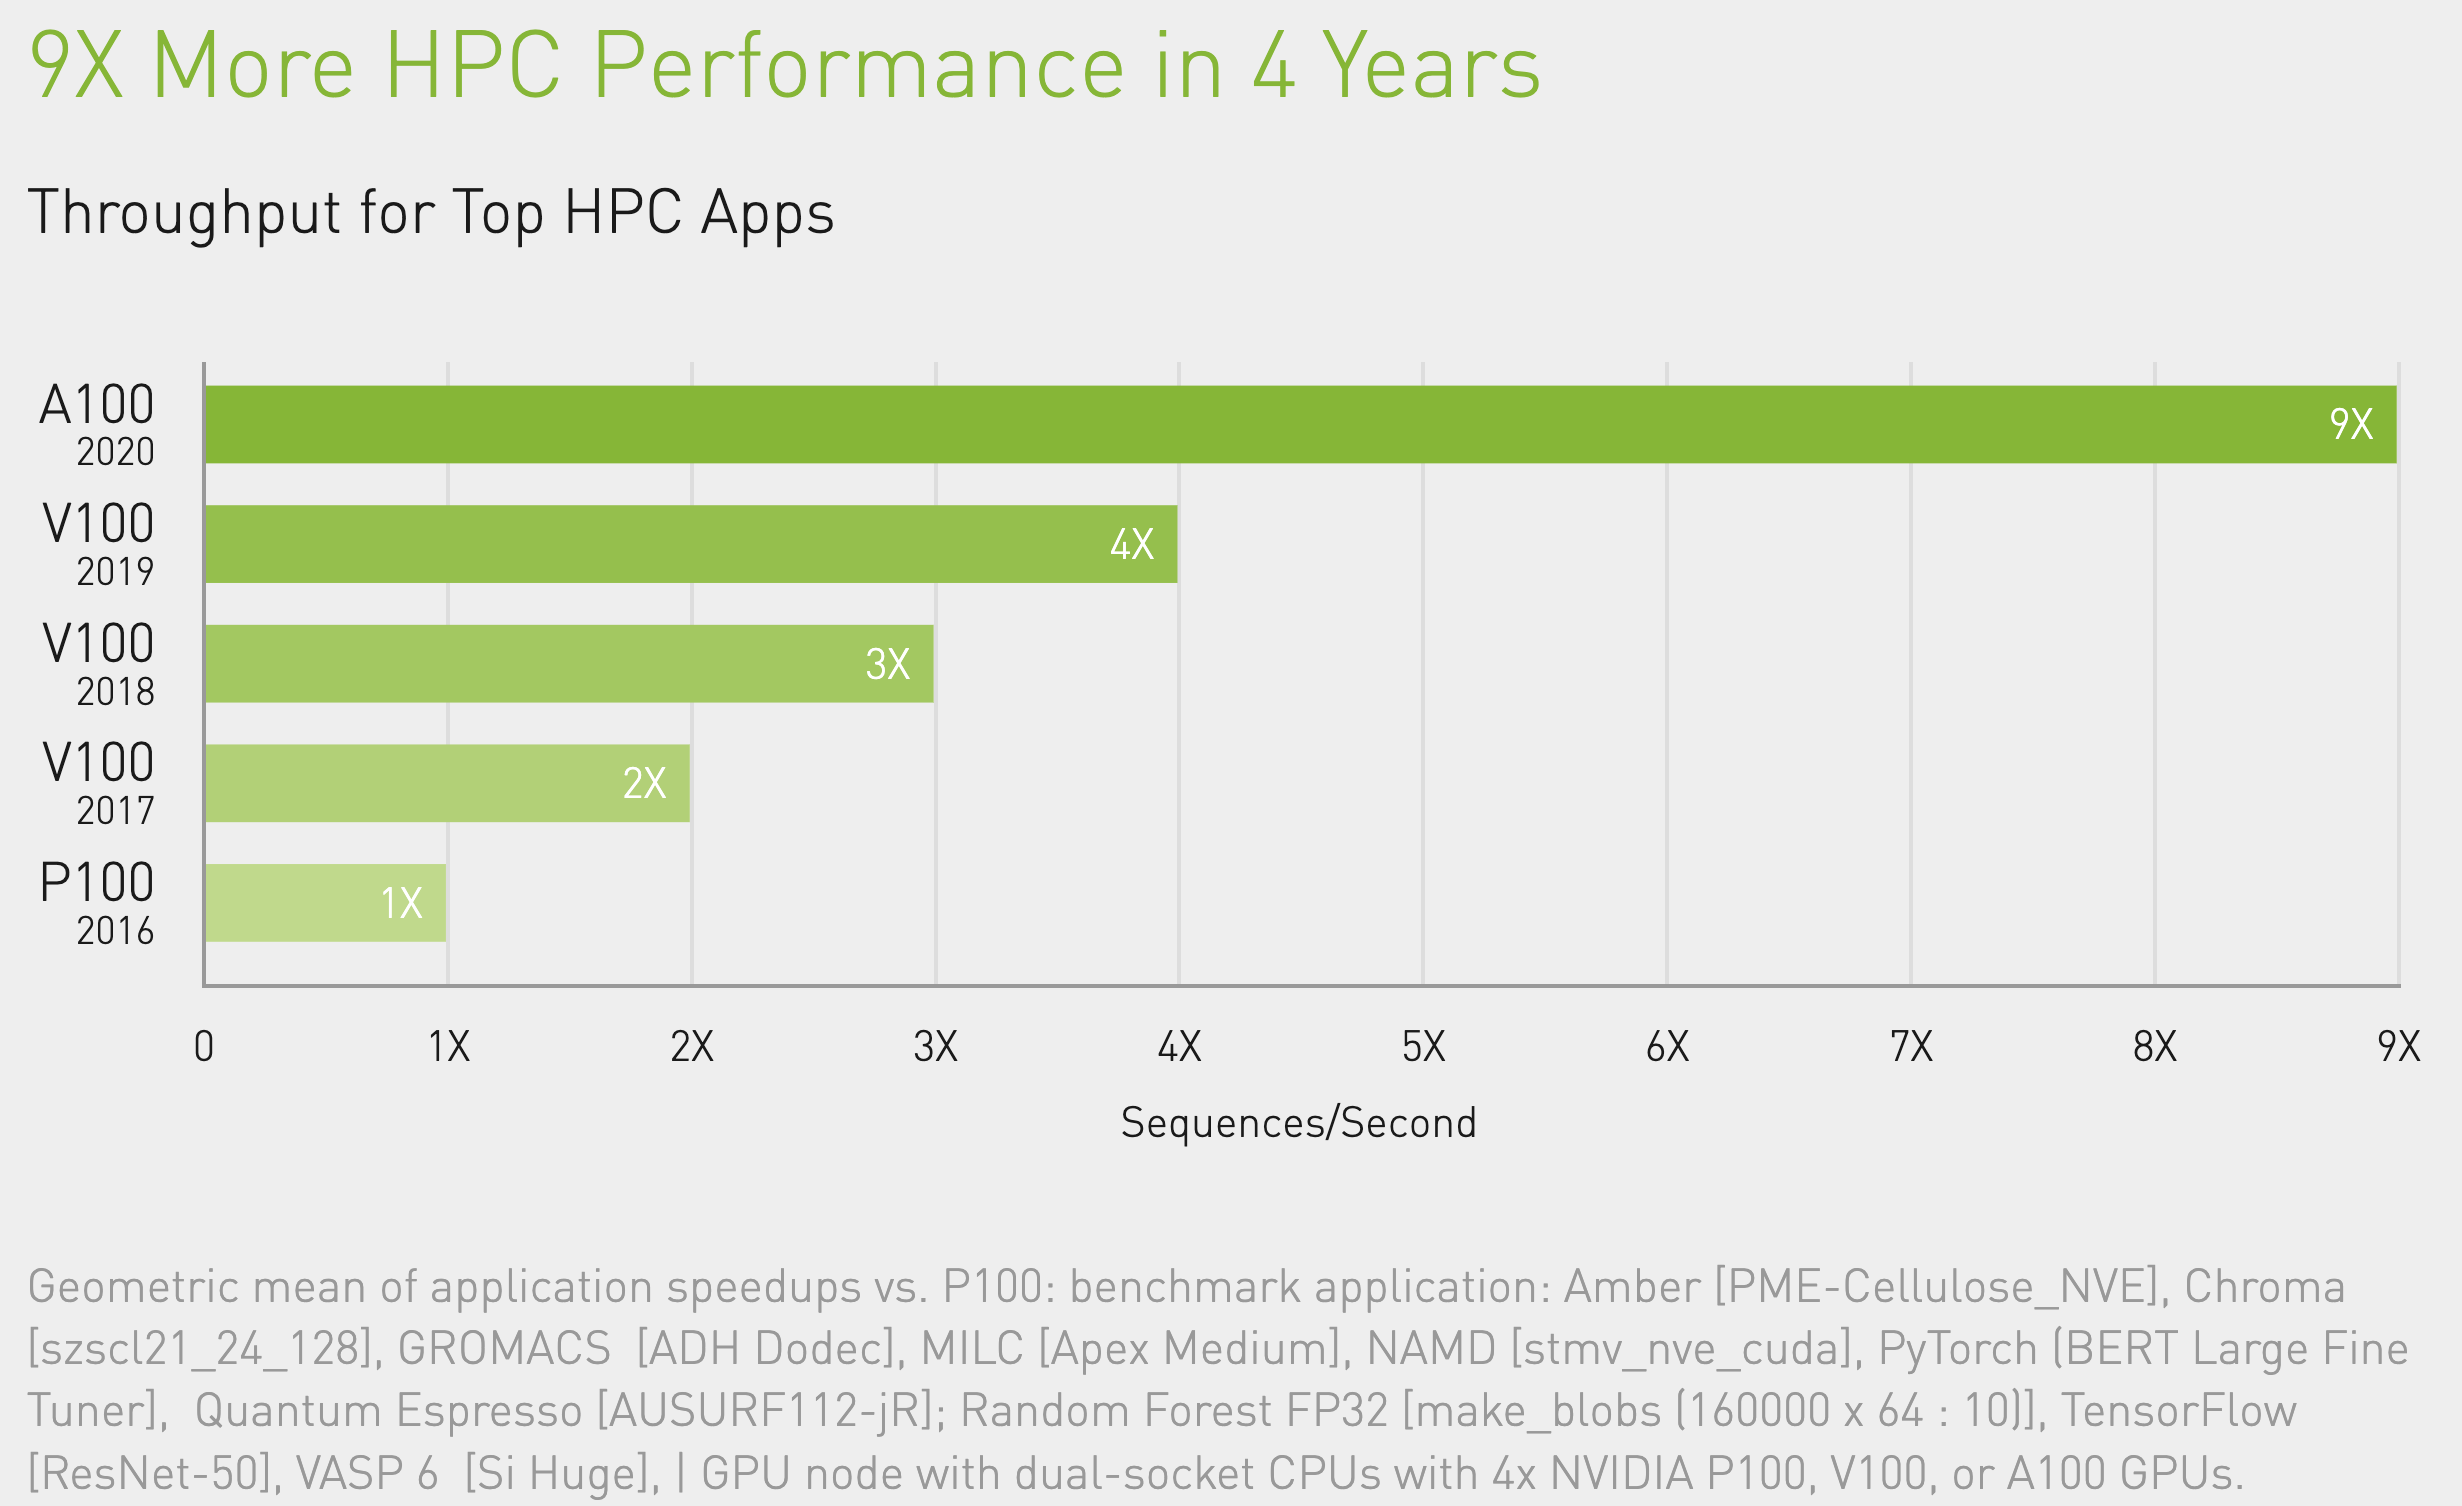 9X More HPC Performance in 4 Years
Throughput for Top HPC Apps
A100
2020
9X
V100
2019
4X
V100
2018
3X
V100
2017
2X
P100
2016
1X
0 1X 2X 3X 4X 5X 6X 7X 8X 9X
Sequences/Second
Geometric mean of application speedups vs. P100: benchmark application: Amber [PME-Cellulose_NVE], Chroma
[szscl21_24_128], GROMACS  [ADH Dodec], MILC [Apex Medium], NAMD [stmv_nve_cuda], PyTorch (BERT Large Fine
Tuner],  Quantum Espresso [AUSURF112-jR]; Random Forest FP32 [make_blobs (160000 x 64 : 10)], TensorFlow
[ResNet-50], VASP 6  [Si Huge], | GPU node with dual-socket CPUs with 4x NVIDIA P100, V100, or A100 GPUs.